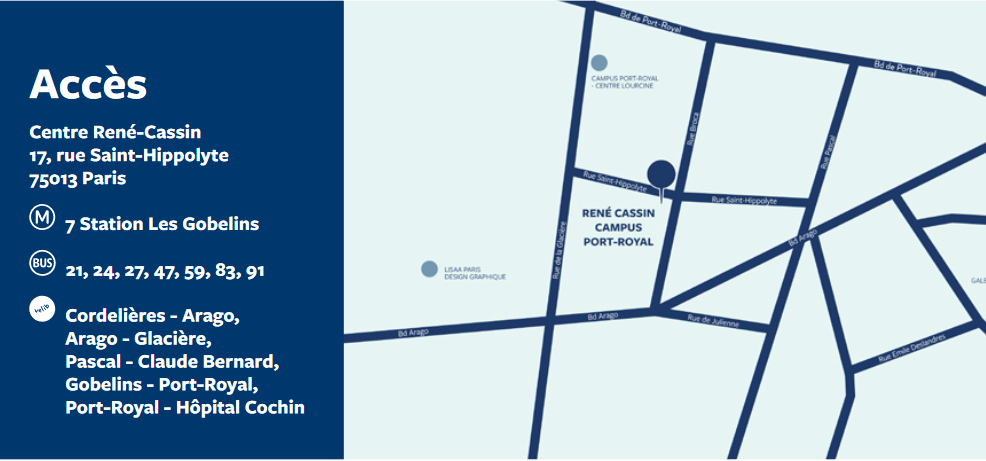 Accès
Centre René-Cassin
17, rue Saint-Hippolyte
75013 Paris
M
7 Station Les Gobelins
BUS
21, 24, 27, 47, 59, 83, 91
Cordelières - Arago,
Arago - Glacière,
Pascal - Claude Bernard,
Gobelins - Port-Royal,
Port-Royal - Hôpital Cochin
Bd de Port-Royal
Bd de Port-Royal
CAMPUS PORT-ROYAL
- CENTRE LOURCINE
Rue Broca
Rue Pascal
Rue Saint-Hippolyte
Rue Saint-Hippolyte
RENÉ CASSIN
CAMPUS
PORT-ROYAL
Rue de la Glacière
Bd Arago
LISAA PARIS
DESIGN GRAPHIQUE
GALE
Bd Arago
Bd Arago
Rue de Julienne
Rue Emile Deslandres